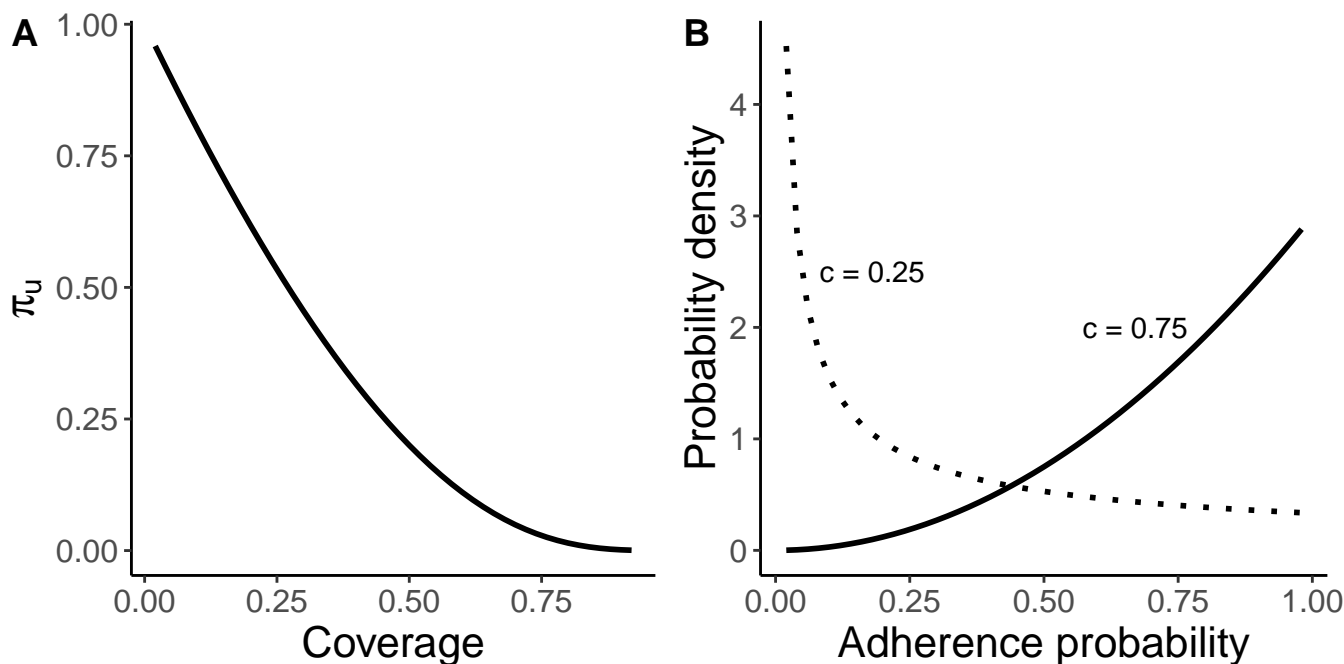 A
1.00
0.75
0.50
0.25
0.00
πu
0.00 0.25 0.50 0.75
Coverage
B
4
3
2
1
0
Probability density
c = 0.25
c = 0.75
0.00 0.25 0.50 0.75 1.00
Adherence probability